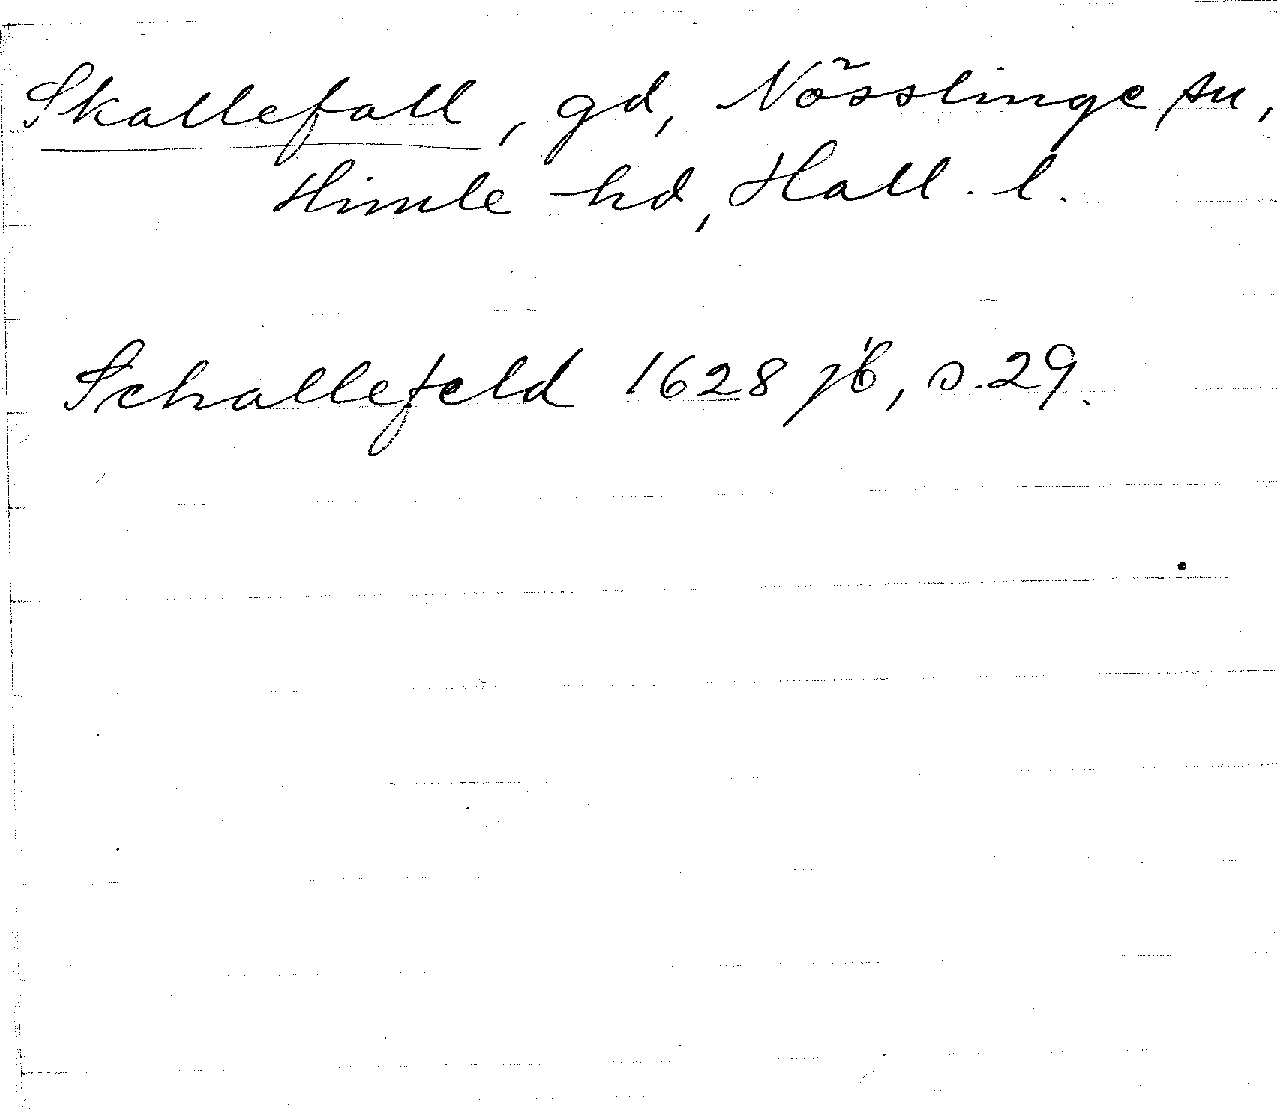 Skallefall, gd, Nösslinge sn,
Himle hd, Hall. l.
Schallefeld 1628 jb, s. 29.